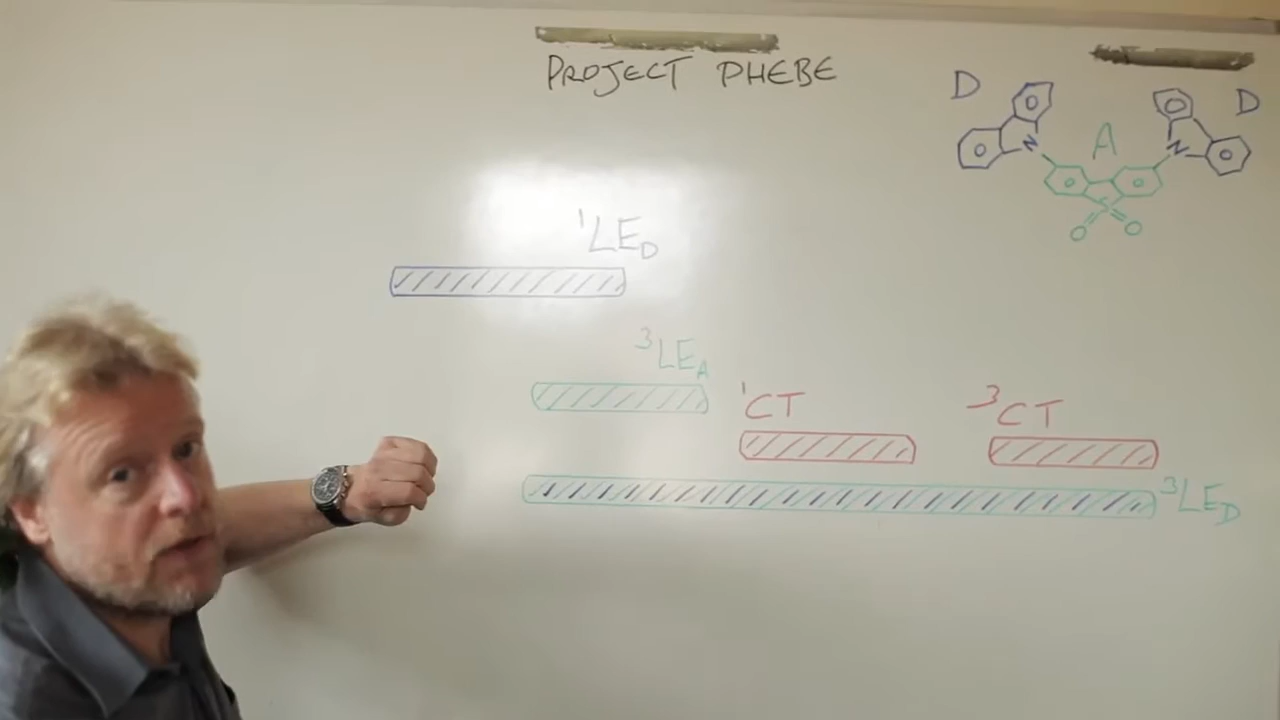 PROJECT PHEBE
D
D
A
N
N
S
O
O
¹LE_D
³LE_A
¹CT
³CT
³LE_D